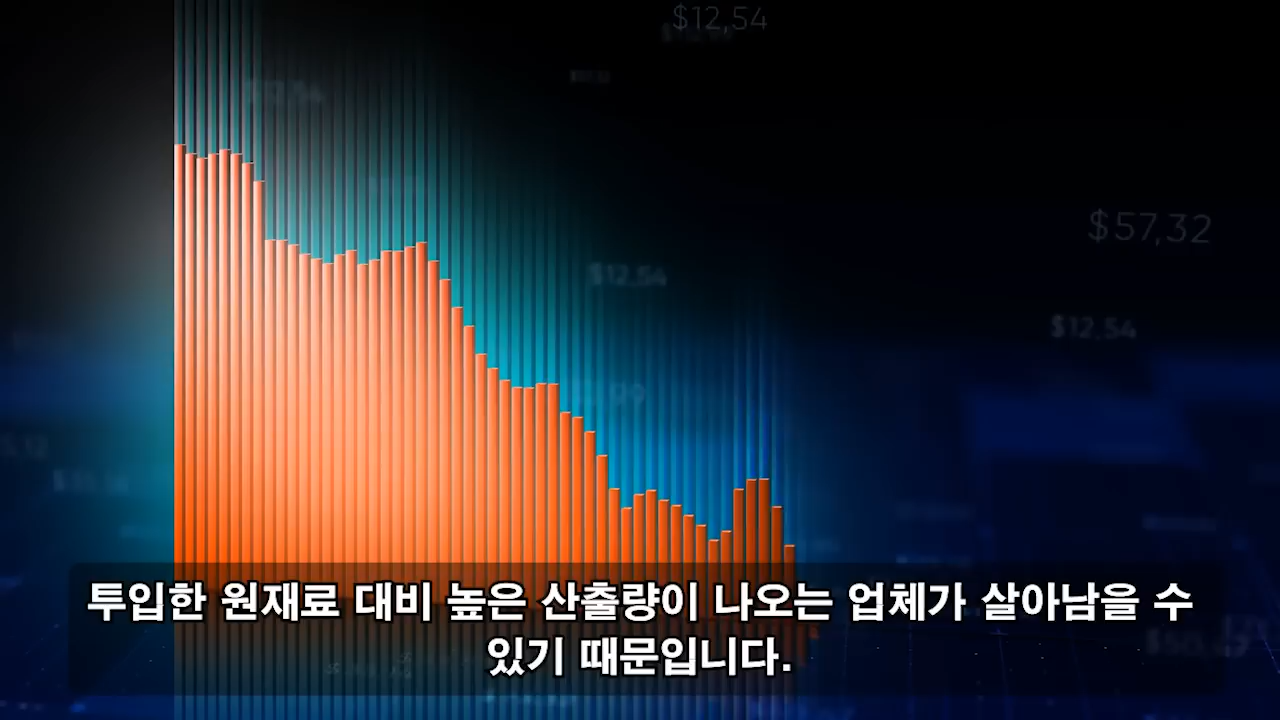 $12,54
$57,32
$12,54
$12,54
투입한 원재료 대비 높은 산출량이 나오는 업체가 살아남을 수
있기 때문입니다.